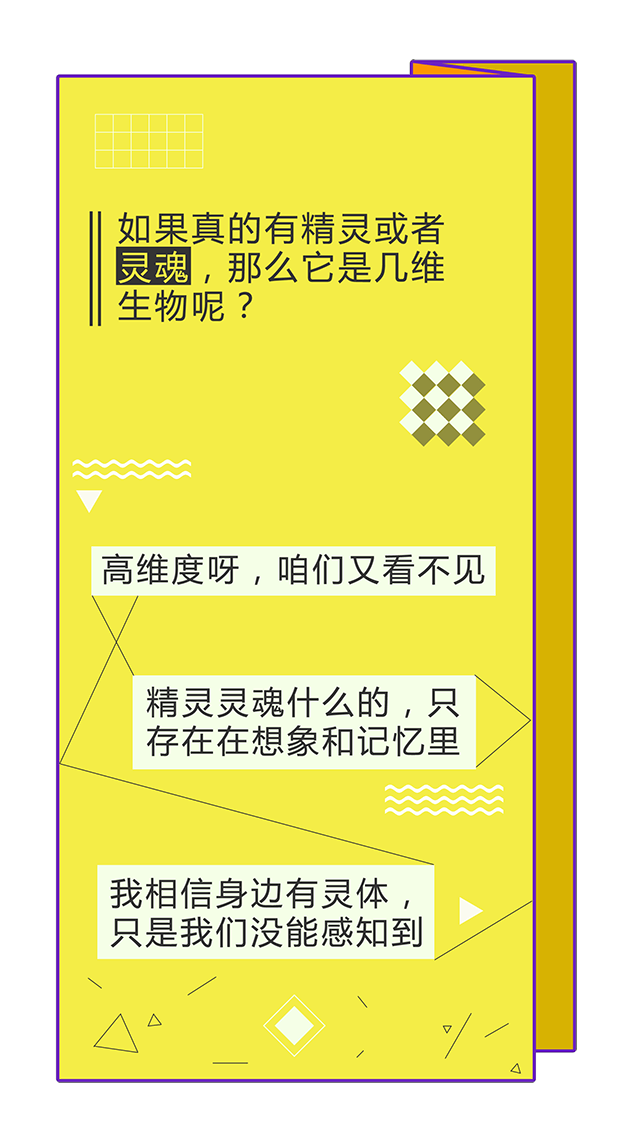 如果真的有精灵或者
灵魂，那么它是几维
生物呢？
高维度呀，咱们又看不见
精灵灵魂什么的，只
存在在想象和记忆里
我相信身边有灵体，
只是我们没能感知到